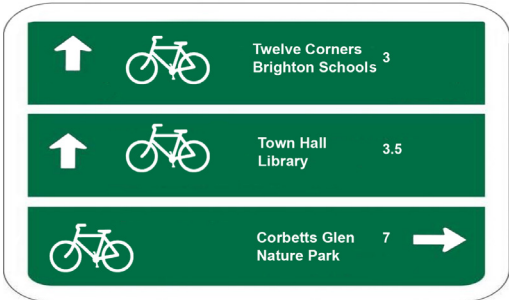 Twelve Corners
Brighton Schools 3
Town Hall
Library 3.5
Corbetts Glen 7
Nature Park